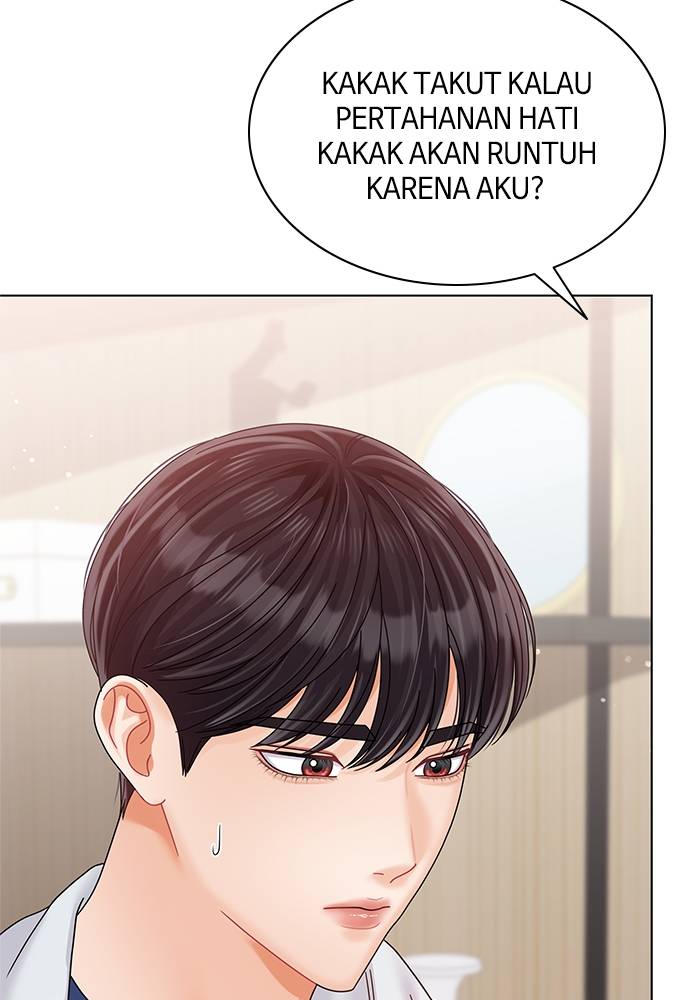 KAKAK TAKUT KALAU
PERTAHANAN HATI
KAKAK AKAN RUNTUH
KARENA AKU?